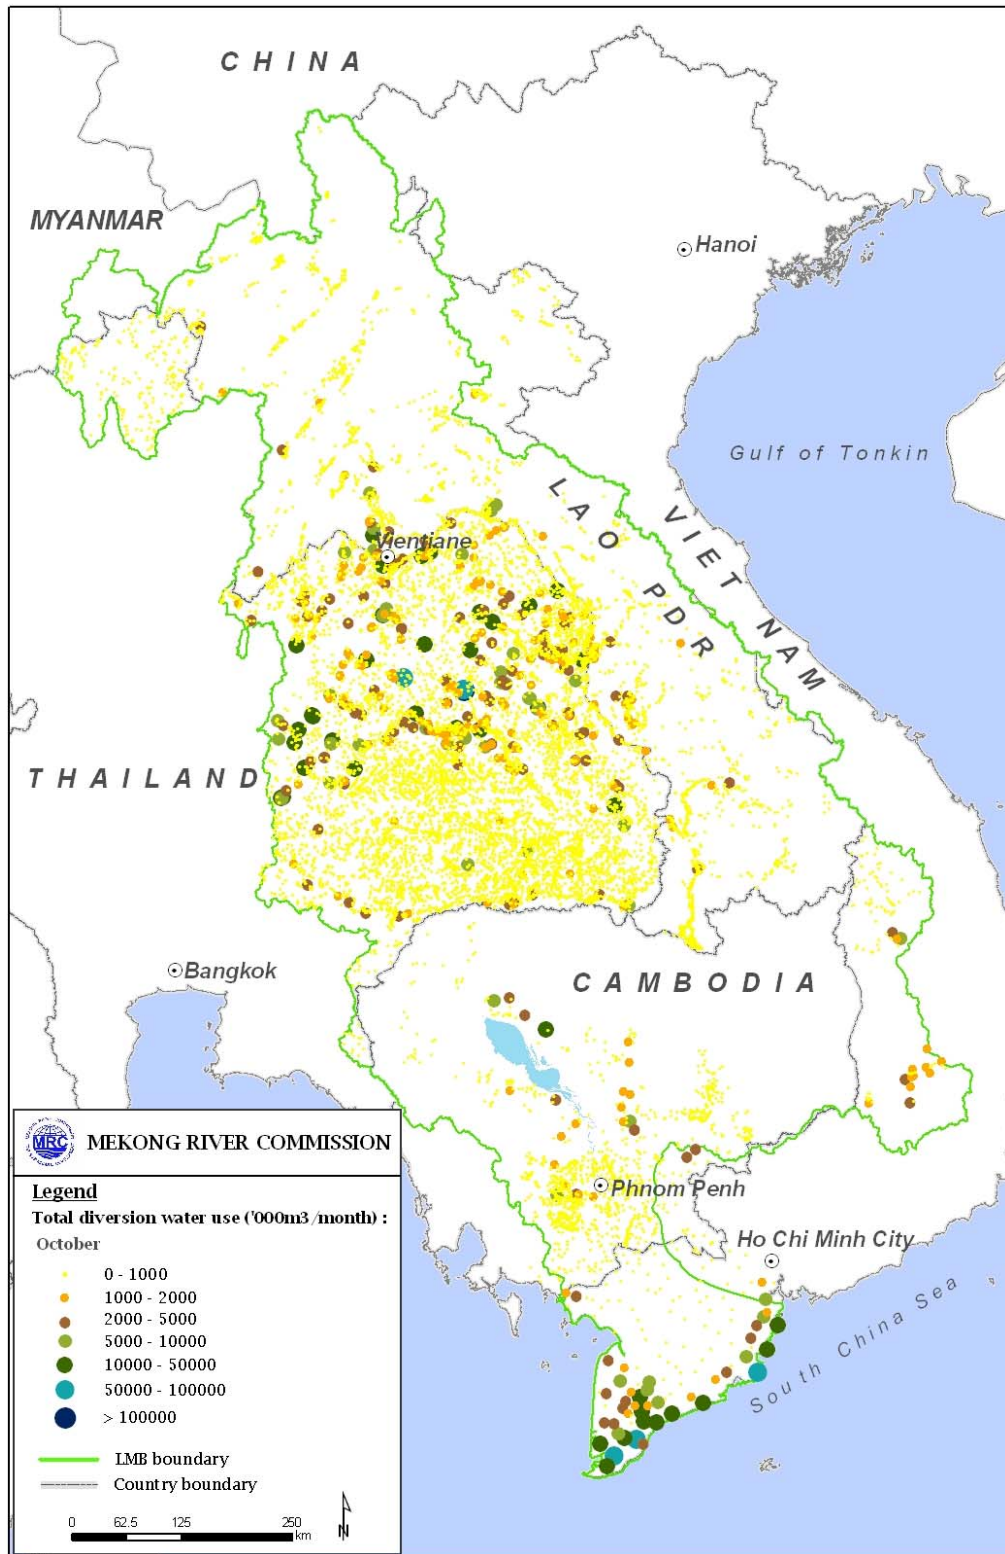 CHINA
MYANMAR
Hanoi
Gulf of Tonkin
LAO PDR
VIET NAM
Vientiane
THAILAND
Bangkok
CAMBODIA
Phnom Penh
Ho Chi Minh City
South China Sea
MRC
MEKONG RIVER COMMISSION
Legend
Total diversion water use ('000m3/month) :
October
0 - 1000
1000 - 2000
2000 - 5000
5000 - 10000
10000 - 50000
50000 - 100000
> 100000
LMB boundary
Country boundary
0 62.5 125 250
km
N